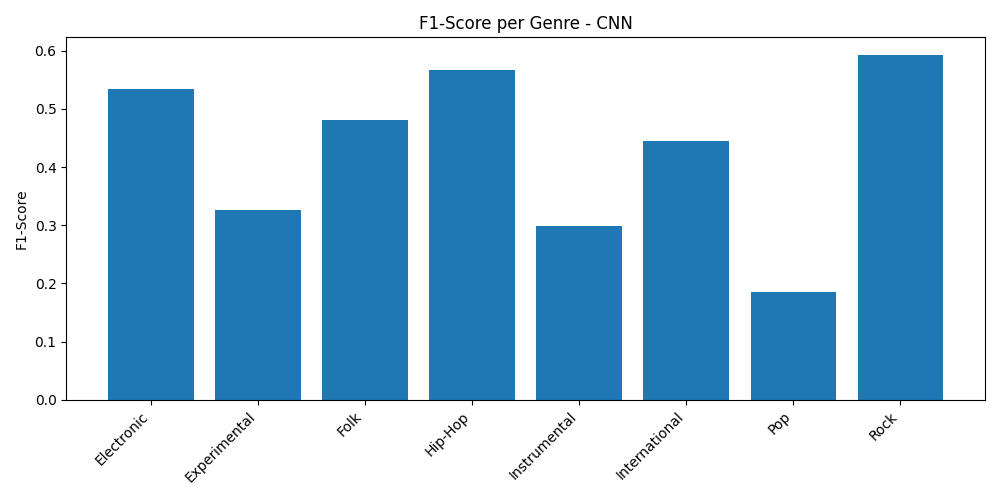 F1-Score per Genre - CNN
F1-Score
0.6
0.5
0.4
0.3
0.2
0.1
0.0
Electronic
Experimental
Folk
Hip-Hop
Instrumental
International
Pop
Rock